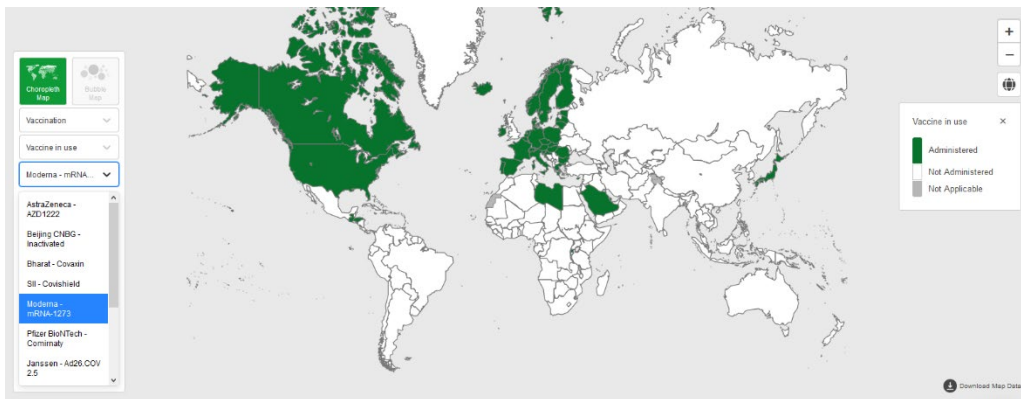 Choropleth
Map
Bubble
Map
Vaccination
Vaccine in use
Moderna - mRNA...
AstraZeneca -
AZD1222
Beijing CNBG -
Inactivated
Bharat - Covaxin
SII - Covishield
Moderna -
mRNA-1273
Pfizer BioNTech -
Comirnaty
Janssen - Ad26.COV
2.5
+
−
Vaccine in use ×
Administered
Not Administered
Not Applicable
Download Map Data